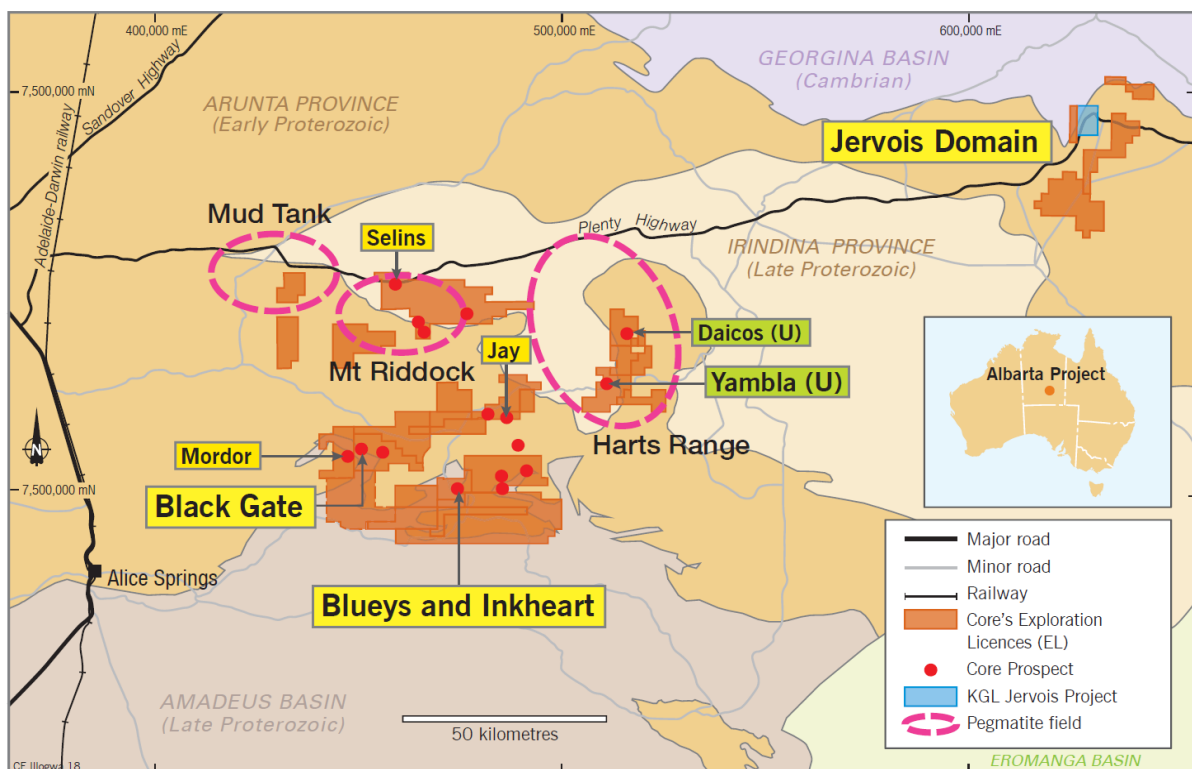 400,000 mE
500,000 mE
600,000 mE
GEORGINA BASIN
(Cambrian)
7,500,000 mN
Sandover Highway
Adelaide-Darwin railway
ARUNTA PROVINCE
(Early Proterozoic)
Jervois Domain
Mud Tank
Selins
Plenty Highway
IRINDINA PROVINCE
(Late Proterozoic)
Daicos (U)
Jay
Mt Riddock
Yambla (U)
Albarta Project
Harts Range
N
Mordor
7,500,000 mN
Black Gate
Alice Springs
Blueys and Inkheart
Major road
Minor road
Railway
Core's Exploration
Licences (EL)
Core Prospect
KGL Jervois Project
Pegmatite field
AMADEUS BASIN
(Late Proterozoic)
50 kilometres
EROMANGA BASIN
CE Illogwa 18